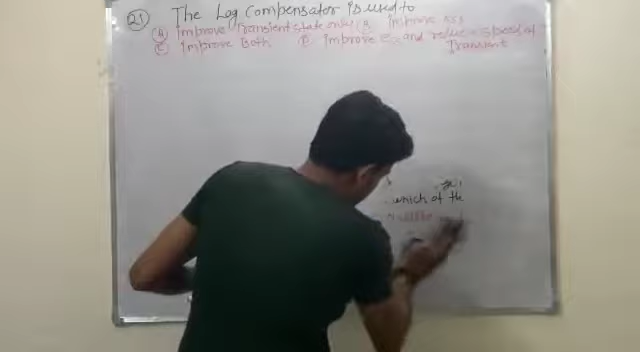 21) The Lag Compensator is used to
(A) Improve Transient state only (B) Improve ess
(C) Improve Both (D) Improve ess and reduce speed of
Transient
which of the